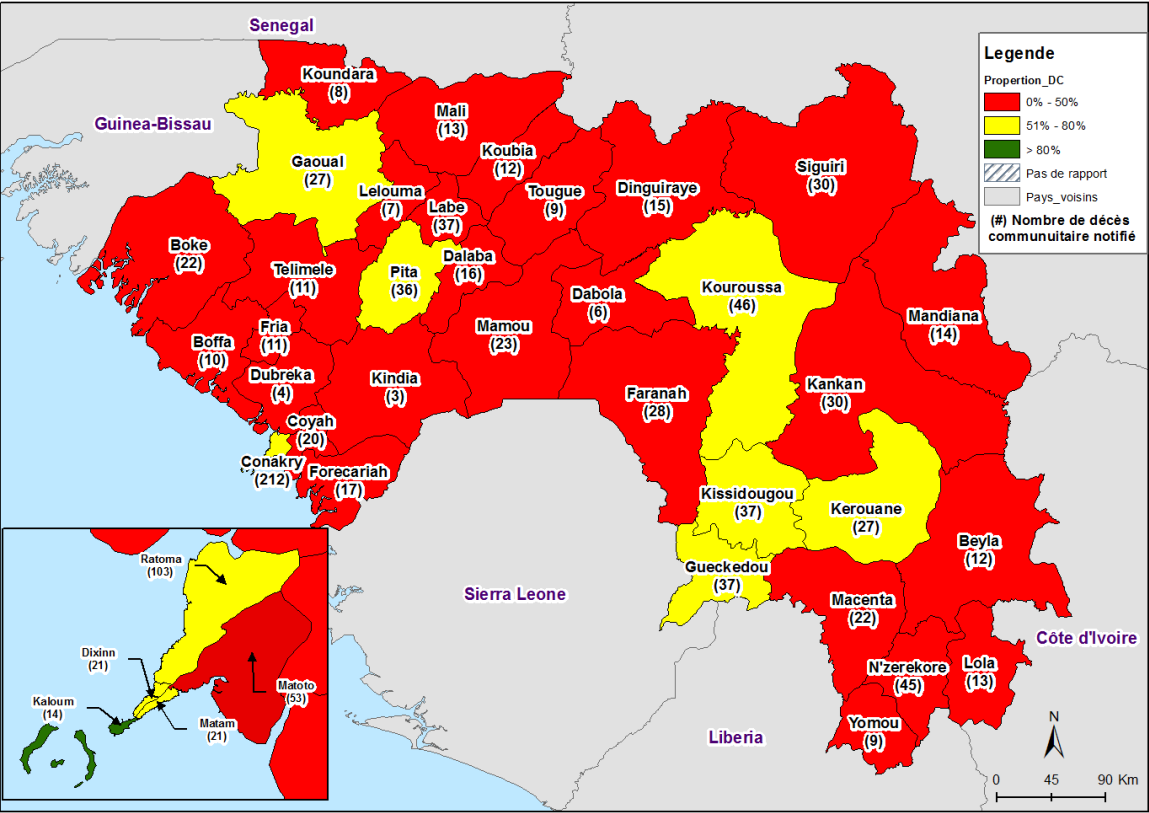 Senegal
Guinea-Bissau
Koundara
(8)
Mali
(13)
Koubia
(12)
Gaoual
(27)
Lelouma
(7)
Labe
(37)
Tougue
(9)
Dinguiraye
(15)
Siguiri
(30)
Boke
(22)
Telimele
(11)
Pita
(36)
Dalaba
(16)
Dabola
(6)
Kouroussa
(46)
Mandiana
(14)
Boffa
(10)
Fria
(11)
Dubreka
(4)
Kindia
(3)
Mamou
(23)
Faranah
(28)
Kankan
(30)
Coyah
(20)
Conakry
(212)
Forecariah
(17)
Kissidougou
(37)
Kerouane
(27)
Beyla
(12)
Gueckedou
(37)
Macenta
(22)
N'zerekore
(45)
Lola
(13)
Yomou
(9)
Sierra Leone
Liberia
Côte d'Ivoire
Legende
Propertion_DC
0% - 50%
51% - 80%
> 80%
Pas de rapport
Pays_voisins
(#) Nombre de décès
communuitaire notifié
Ratoma
(103)
Dixinn
(21)
Kaloum
(14)
Matoto
(53)
Matam
(21)
N
0 45 90 Km